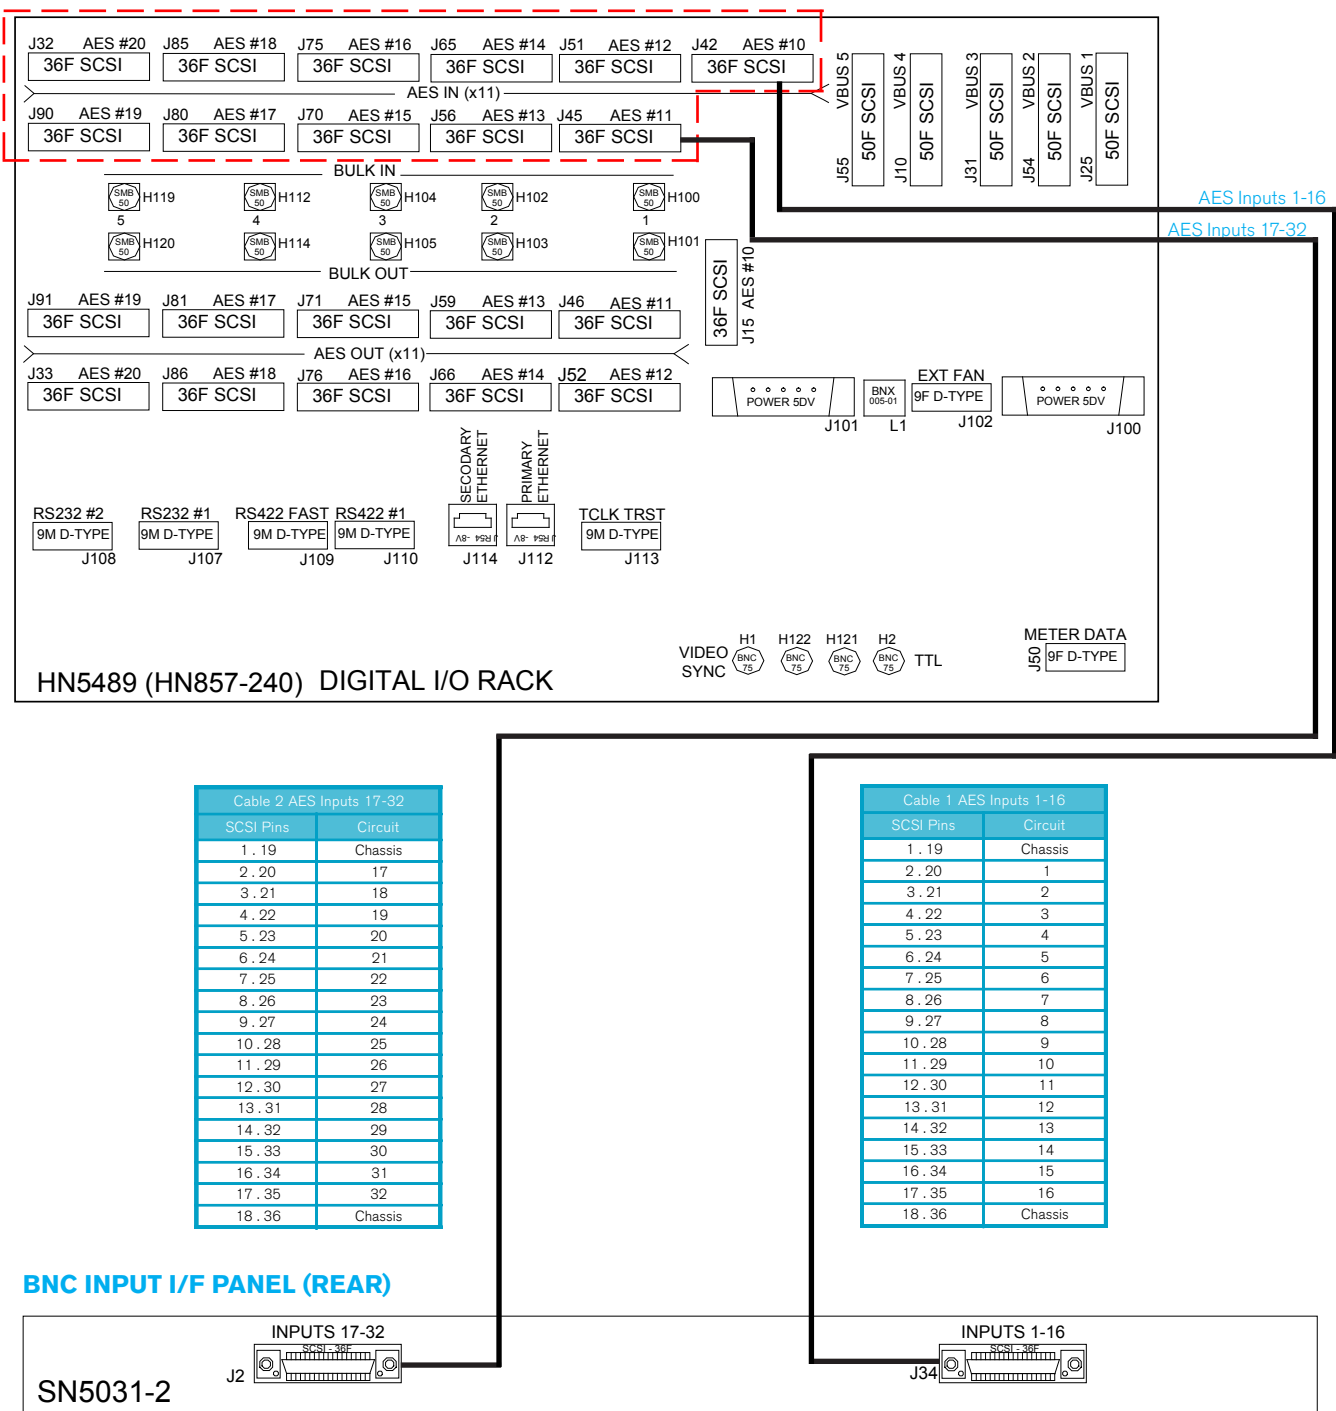 J32 AES #20 J85 AES #18 J75 AES #16 J65 AES #14 J51 AES #12 J42 AES #10
36F SCSI 36F SCSI 36F SCSI 36F SCSI 36F SCSI 36F SCSI
AES IN (x11)
J90 AES #19 J80 AES #17 J70 AES #15 J56 AES #13 J45 AES #11
36F SCSI 36F SCSI 36F SCSI 36F SCSI 36F SCSI
VBUS 5 VBUS 4 VBUS 3 VBUS 2 VBUS 1
50F SCSI 50F SCSI 50F SCSI 50F SCSI 50F SCSI
J55 J10 J31 J54 J25
BULK IN
SMB 50 H119 SMB 50 H112 SMB 50 H104 SMB 50 H102 SMB 50 H100
5 4 3 2 1
SMB 50 H120 SMB 50 H114 SMB 50 H105 SMB 50 H103 SMB 50 H101
BULK OUT
AES Inputs 1-16
AES Inputs 17-32
36F SCSI
J15 AES #10
J91 AES #19 J81 AES #17 J71 AES #15 J59 AES #13 J46 AES #11
36F SCSI 36F SCSI 36F SCSI 36F SCSI 36F SCSI
AES OUT (x11)
J33 AES #20 J86 AES #18 J76 AES #16 J66 AES #14 J52 AES #12
36F SCSI 36F SCSI 36F SCSI 36F SCSI 36F SCSI
POWER 5DV BNX 005-01 EXT FAN 9F D-TYPE POWER 5DV
J101 L1 J102 J100
SECODARY ETHERNET PRIMARY ETHERNET
RS232 #2 RS232 #1 RS422 FAST RS422 #1 TCLK TRST
9M D-TYPE 9M D-TYPE 9M D-TYPE 9M D-TYPE J RS4 -8V J RS4 -8V 9M D-TYPE
J108 J107 J109 J110 J114 J112 J113
H1 H122 H121 H2
VIDEO SYNC BNC 75 BNC 75 BNC 75 BNC 75 TTL
METER DATA
J50 9F D-TYPE
HN5489 (HN857-240) DIGITAL I/O RACK
Cable 2 AES Inputs 17-32
SCSI Pins Circuit
1 . 19 Chassis
2 . 20 17
3 . 21 18
4 . 22 19
5 . 23 20
6 . 24 21
7 . 25 22
8 . 26 23
9 . 27 24
10 . 28 25
11 . 29 26
12 . 30 27
13 . 31 28
14 . 32 29
15 . 33 30
16 . 34 31
17 . 35 32
18 . 36 Chassis
Cable 1 AES Inputs 1-16
SCSI Pins Circuit
1 . 19 Chassis
2 . 20 1
3 . 21 2
4 . 22 3
5 . 23 4
6 . 24 5
7 . 25 6
8 . 26 7
9 . 27 8
10 . 28 9
11 . 29 10
12 . 30 11
13 . 31 12
14 . 32 13
15 . 33 14
16 . 34 15
17 . 35 16
18 . 36 Chassis
BNC INPUT I/F PANEL (REAR)
INPUTS 17-32 INPUTS 1-16
SCSI - 36F SCSI - 36F
J2 J34
SN5031-2